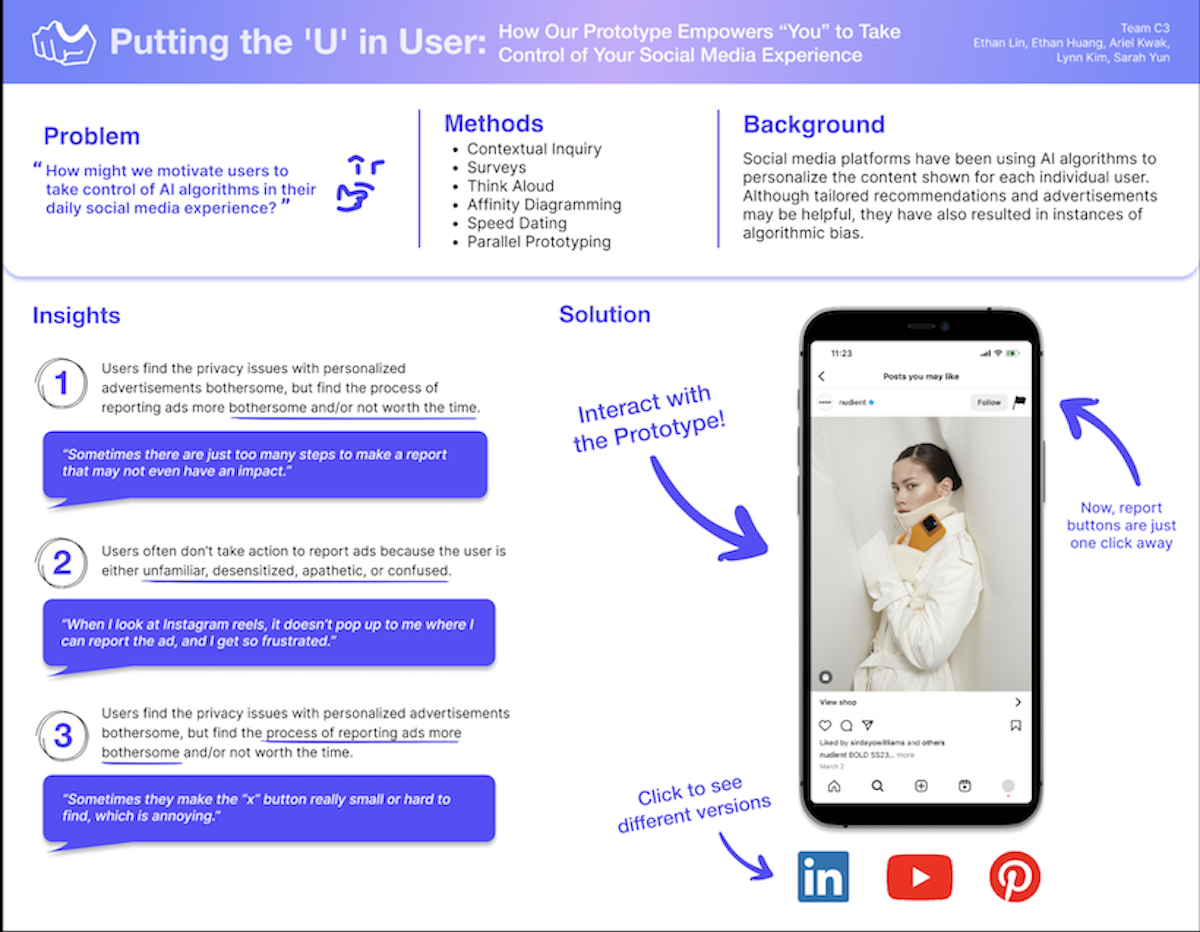 Putting the 'U' in User:
How Our Prototype Empowers “You” to Take
Control of Your Social Media Experience
Team C3
Ethan Lin, Ethan Huang, Ariel Kwak,
Lynn Kim, Sarah Yun
Problem
“ How might we motivate users to
take control of AI algorithms in their
daily social media experience? ”
Methods
• Contextual Inquiry
• Surveys
• Think Aloud
• Affinity Diagramming
• Speed Dating
• Parallel Prototyping
Background
Social media platforms have been using AI algorithms to
personalize the content shown for each individual user.
Although tailored recommendations and advertisements
may be helpful, they have also resulted in instances of
algorithmic bias.
Insights
1
Users find the privacy issues with personalized
advertisements bothersome, but find the process of
reporting ads more bothersome and/or not worth the time.
“Sometimes there are just too many steps to make a report
that may not even have an impact.”
2
Users often don’t take action to report ads because the user is
either unfamiliar, desensitized, apathetic, or confused.
“When I look at Instagram reels, it doesn’t pop up to me where I
can report the ad, and I get so frustrated.”
3
Users find the privacy issues with personalized advertisements
bothersome, but find the process of reporting ads more
bothersome and/or not worth the time.
“Sometimes they make the “x” button really small or hard to
find, which is annoying.”
Solution
Interact with
the Prototype!
11:23
Posts you may like
nudient
Follow
View shop
Liked by sirdayowilliams and others
nudient BOLD SS23... more
March 2
Now, report
buttons are just
one click away
Click to see
different versions
in